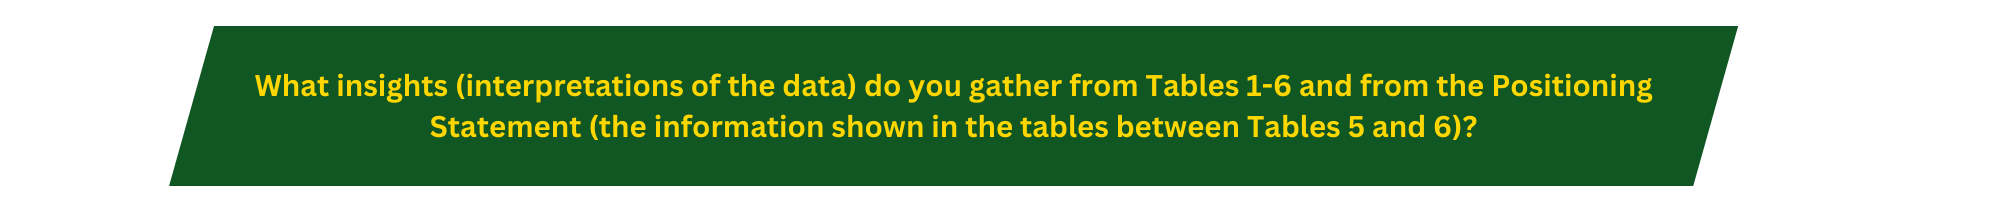 What insights (interpretations of the data) do you gather from Tables 1-6 and from the Positioning
Statement (the information shown in the tables between Tables 5 and 6)?